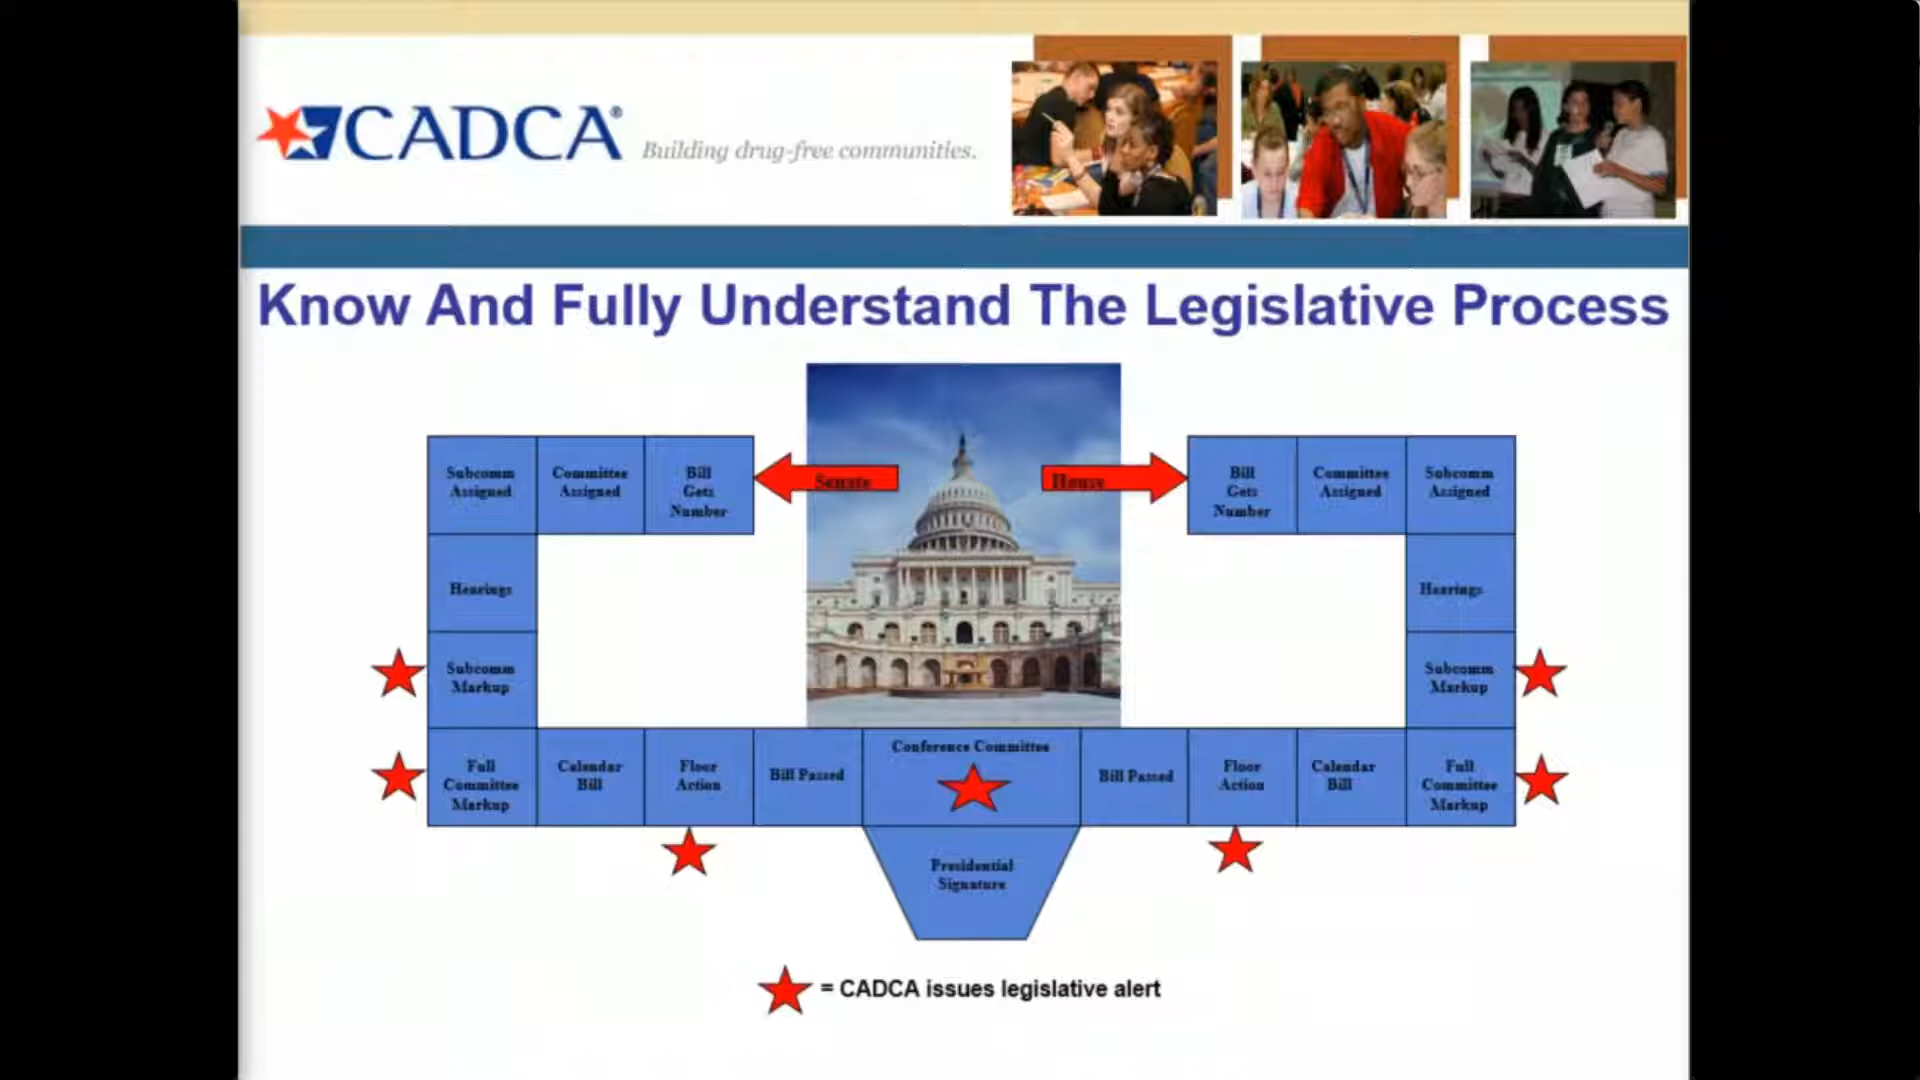 CADCA®
Building drug-free communities.
Know And Fully Understand The Legislative Process
Senate
House
Subcomm
Assigned
Committee
Assigned
Bill
Gets
Number
Bill
Gets
Number
Committee
Assigned
Subcomm
Assigned
Hearings
Hearings
Subcomm
Markup
Subcomm
Markup
Full
Committee
Markup
Calendar
Bill
Floor
Action
Bill Passed
Conference Committee
Bill Passed
Floor
Action
Calendar
Bill
Full
Committee
Markup
Presidential
Signature
= CADCA issues legislative alert